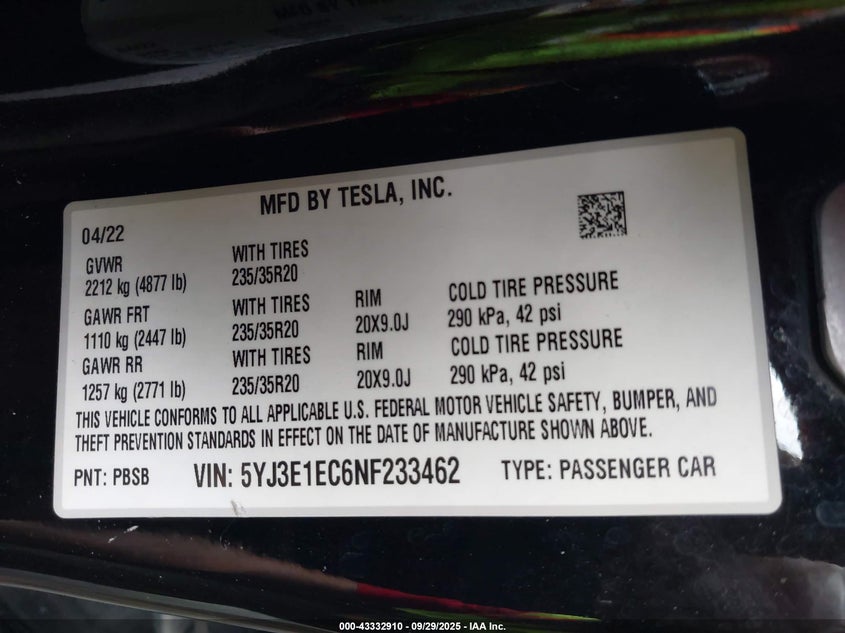 MFD BY TESLA, INC.
04/22
GVWR
2212 kg (4877 lb)
WITH TIRES
235/35R20
GAWR FRT
1110 kg (2447 lb)
WITH TIRES
235/35R20
RIM
20X9.0J
COLD TIRE PRESSURE
290 kPa, 42 psi
GAWR RR
1257 kg (2771 lb)
WITH TIRES
235/35R20
RIM
20X9.0J
COLD TIRE PRESSURE
290 kPa, 42 psi
THIS VEHICLE CONFORMS TO ALL APPLICABLE U.S. FEDERAL MOTOR VEHICLE SAFETY, BUMPER, AND
THEFT PREVENTION STANDARDS IN EFFECT ON THE DATE OF MANUFACTURE SHOWN ABOVE.
PNT: PBSB VIN: 5YJ3E1EC6NF233462 TYPE: PASSENGER CAR
000-43332910 - 09/29/2025 - IAA Inc.